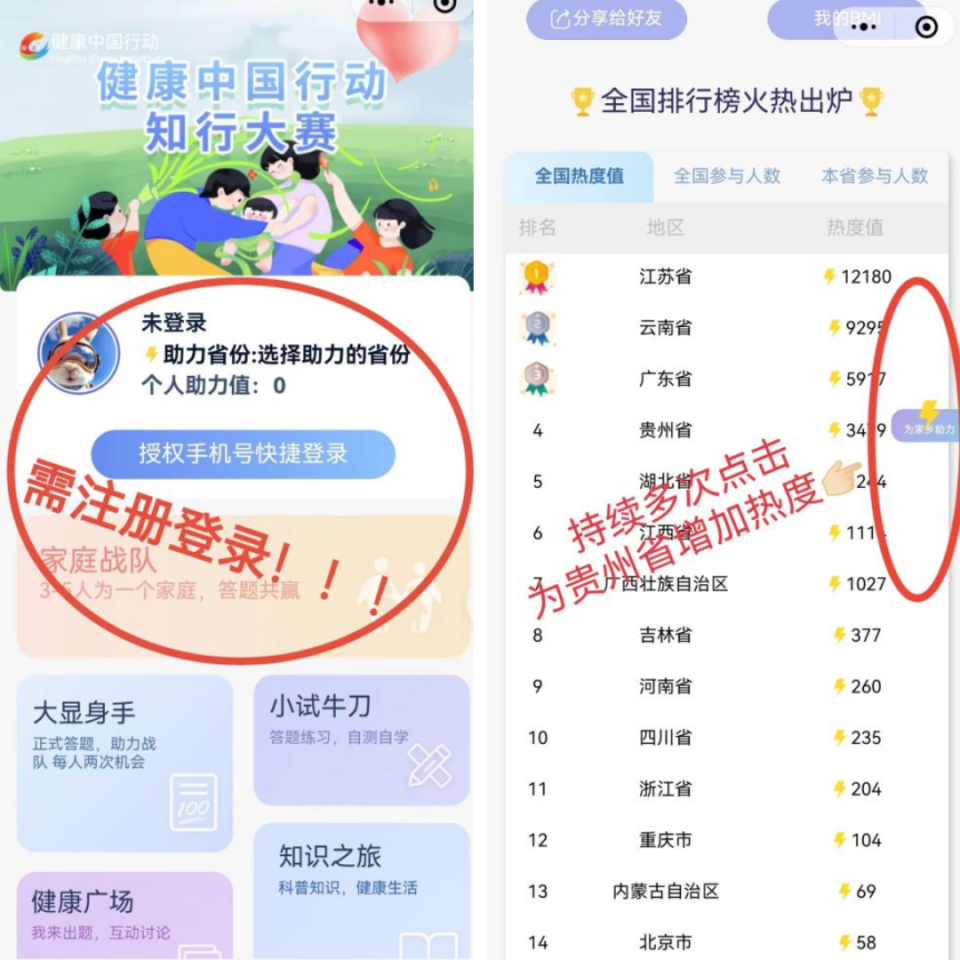 健康中国行动
健康中国行动
知行大赛
未登录
助力省份:选择助力的省份
个人助力值: 0
授权手机号快捷登录
需注册登录！！！
家庭战队
3-5人为一个家庭，答题共赢
大显身手
正式答题，助力战
队 每人两次机会
100
小试牛刀
答题练习，自测自学
知识之旅
科普知识，健康生活
健康广场
我来出题，互动讨论
分享给好友
我的BMI
全国排行榜火热出炉
全国热度值 全国参与人数 本省参与人数
排名 地区 热度值
1 江苏省 12180
2 云南省 9295
3 广东省 5917
4 贵州省
为家乡助力
5 湖北省
6 江西省
7 广西壮族自治区 1027
持续多次点击
为贵州省增加热度
8 吉林省 377
9 河南省 260
10 四川省 235
11 浙江省 204
12 重庆市 104
13 内蒙古自治区 69
14 北京市 58